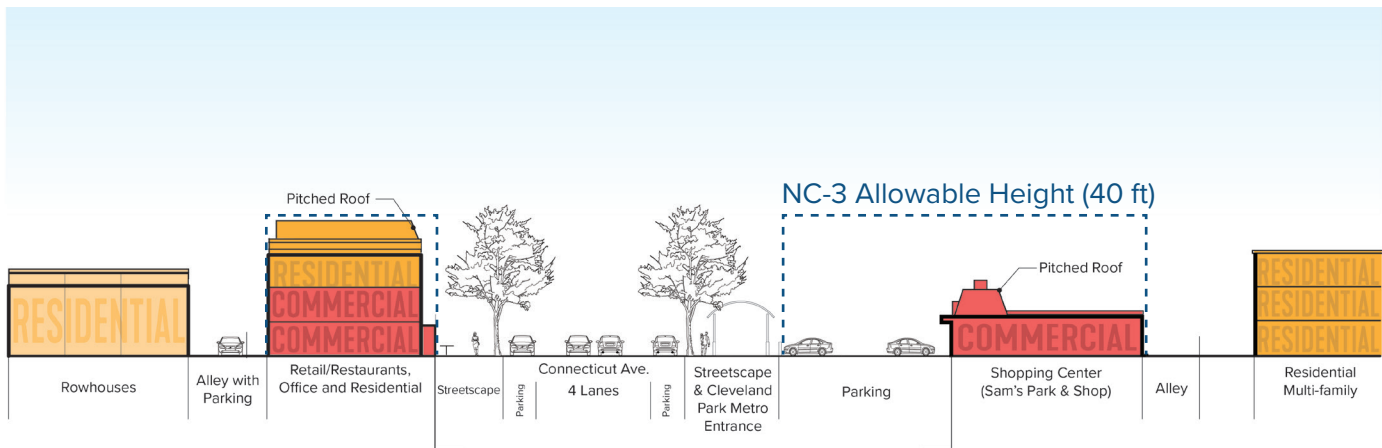 NC-3 Allowable Height (40 ft)
Pitched Roof
Pitched Roof
RESIDENTIAL
RESIDENTIAL
COMMERCIAL
COMMERCIAL
COMMERCIAL
RESIDENTIAL
RESIDENTIAL
RESIDENTIAL
Rowhouses
Alley with
Parking
Retail/Restaurants,
Office and Residential
Streetscape
Parking
Connecticut Ave.
4 Lanes
Parking
Streetscape
& Cleveland
Park Metro
Entrance
Parking
Shopping Center
(Sam's Park & Shop)
Alley
Residential
Multi-family